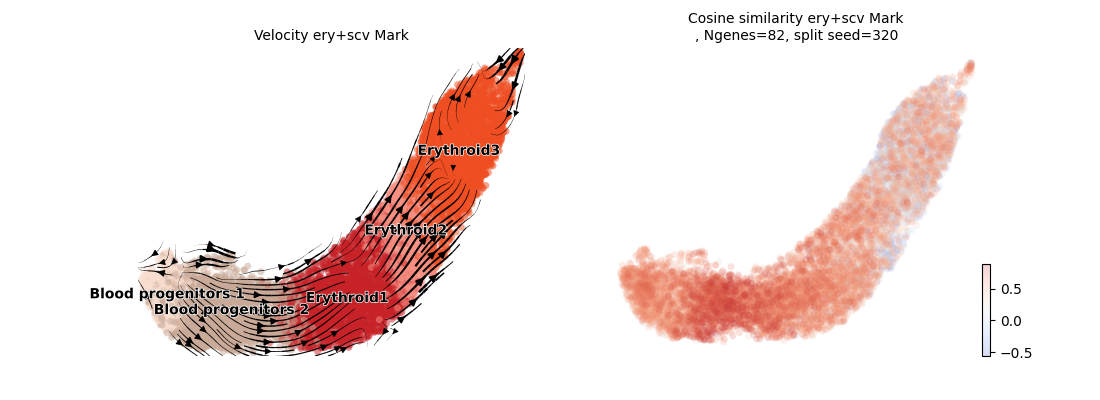 Velocity ery+scv Mark
Erythroid3
Erythroid2
Blood progenitors 1
Erythroid1
Blood progenitors 2
Cosine similarity ery+scv Mark
, Ngenes=82, split seed=320
0.5
0.0
−0.5